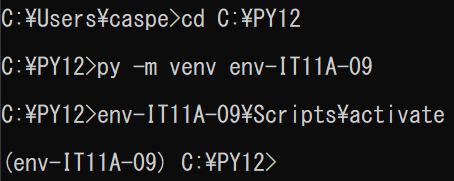 C:¥Users¥caspe>cd C:¥PY12
C:¥PY12>py -m venv env-IT11A-09
C:¥PY12>env-IT11A-09¥Scripts¥activate
(env-IT11A-09) C:¥PY12>